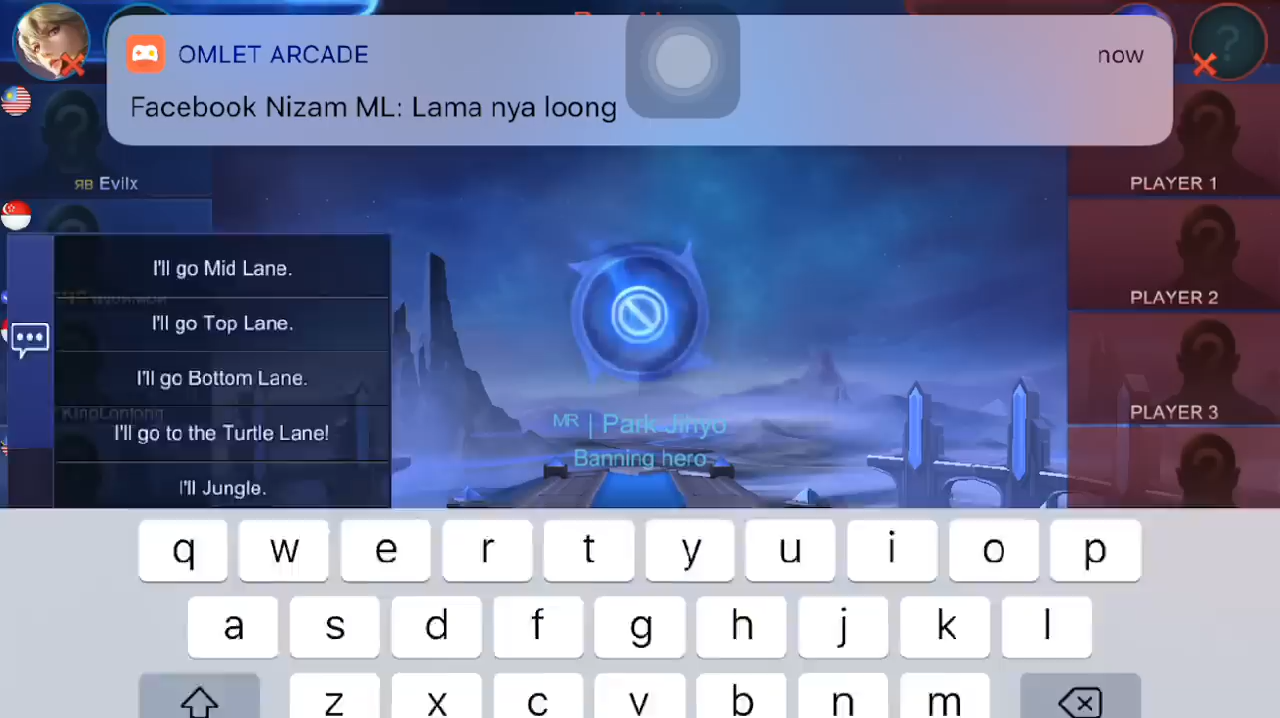 OMLET ARCADE
now
Facebook Nizam ML: Lama nya loong
ЯB Evilx
PLAYER 1
PLAYER 2
PLAYER 3
I'll go Mid Lane.
I'll go Top Lane.
I'll go Bottom Lane.
KingLontong
I'll go to the Turtle Lane!
I'll Jungle.
MR | Park Jihyo
Banning hero
q w e r t y u i o p
a s d f g h j k l
z x c v b n m